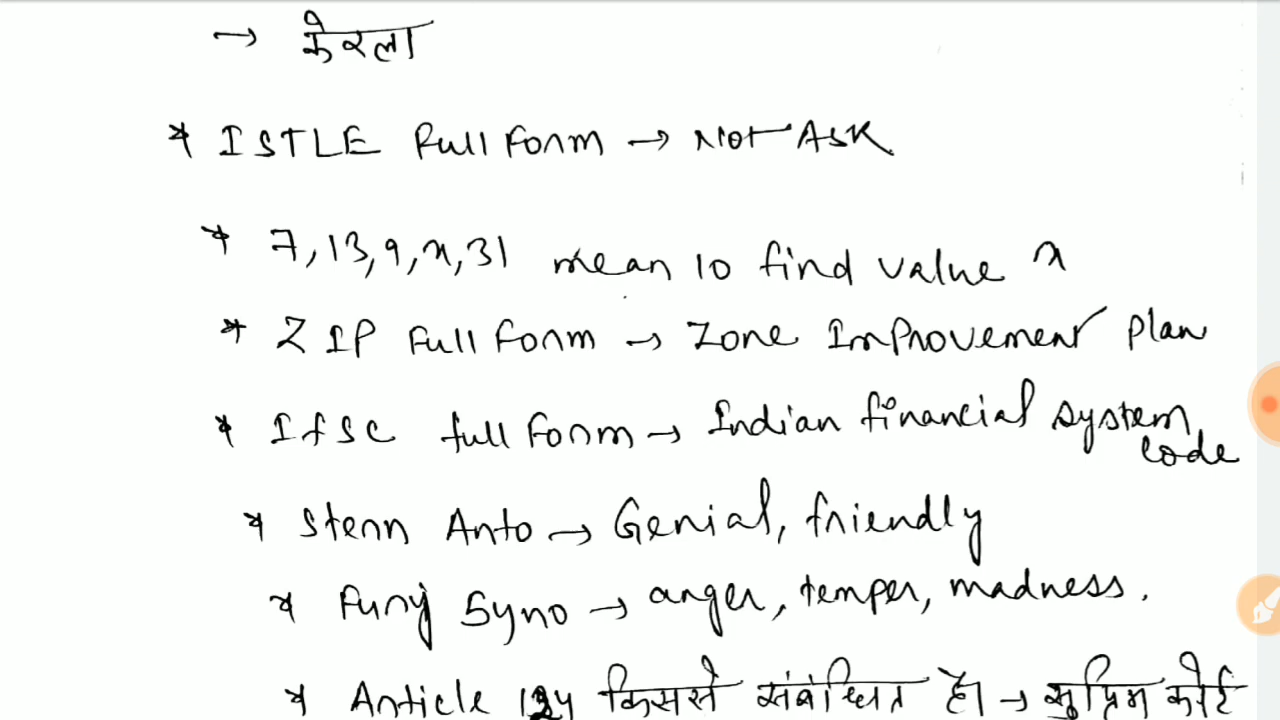 → केरला
* ISTLE Full Form → Not ASK
* 7, 13, 9, x, 31 mean 10 find value x
* ZIP Full Form → Zone Improvement Plan
* IFSC full Form → Indian financial system
code
* Stern Anto → Genial, friendly
* Fury Syno → anger, temper, madness.
* Article 124 किससे संबंधित है। → सुप्रिम कोर्ट